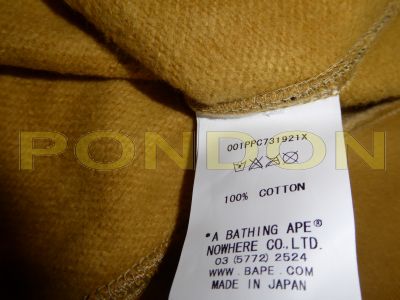 001PPC731921X
PONDON
100% COTTON
"A BATHING APE®
NOWHERE CO., LTD.
03 (5772) 2524
WWW. BAPE. COM
MADE IN JAPAN